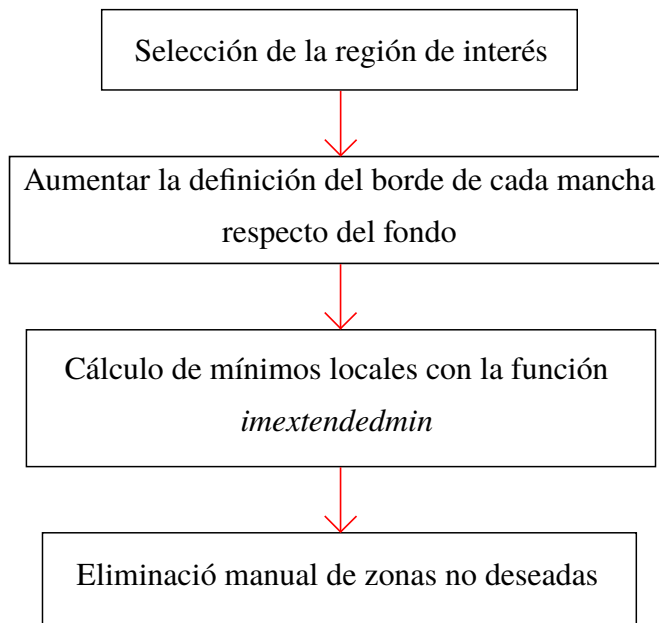 Selección de la región de interés
Aumentar la definición del borde de cada mancha
respecto del fondo
Cálculo de mínimos locales con la función
imextendedmin
Eliminació manual de zonas no deseadas